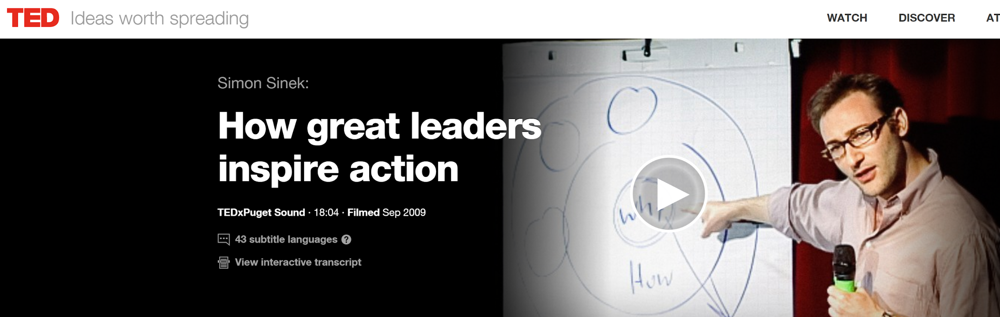 TED Ideas worth spreading WATCH DISCOVER AT
Simon Sinek:
How great leaders
inspire action
TEDxPuget Sound · 18:04 · Filmed Sep 2009
43 subtitle languages ?
View interactive transcript
Why
How